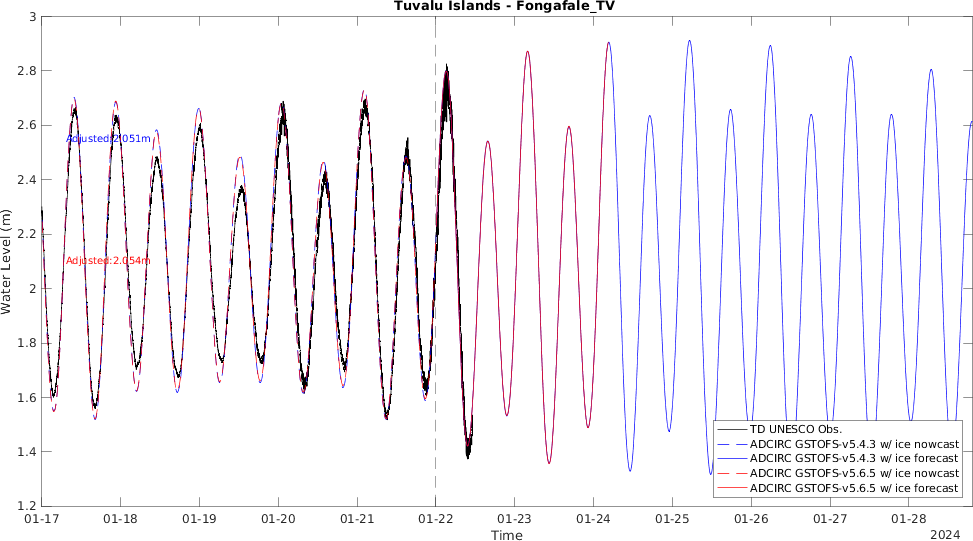 Tuvalu Islands - Fongafale_TV
3
2.8
2.6
2.4
2.2
2
1.8
1.6
1.4
1.2
Water Level (m)
Adjusted:2.051m
Adjusted:2.054m
TD UNESCO Obs.
ADCIRC GSTOFS-v5.4.3 w/ ice nowcast
ADCIRC GSTOFS-v5.4.3 w/ ice forecast
ADCIRC GSTOFS-v5.6.5 w/ ice nowcast
ADCIRC GSTOFS-v5.6.5 w/ ice forecast
01-17 01-18 01-19 01-20 01-21 01-22 01-23 01-24 01-25 01-26 01-27 01-28
Time
2024